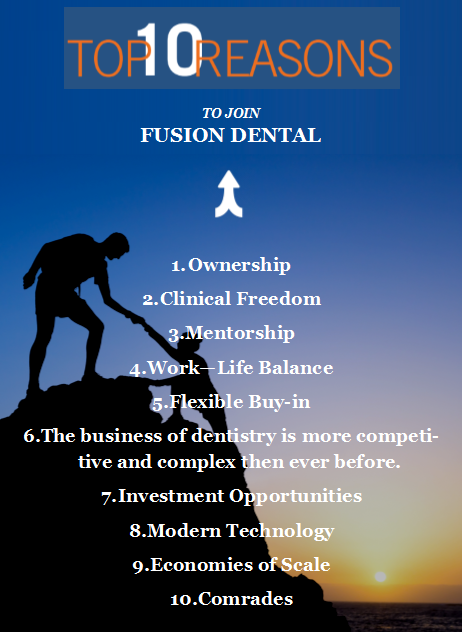 TOP 10 REASONS
TO JOIN
FUSION DENTAL
1. Ownership
2.Clinical Freedom
3.Mentorship
4.Work—Life Balance
5.Flexible Buy-in
6.The business of dentistry is more competi-
tive and complex then ever before.
7.Investment Opportunities
8.Modern Technology
9.Economies of Scale
10.Comrades